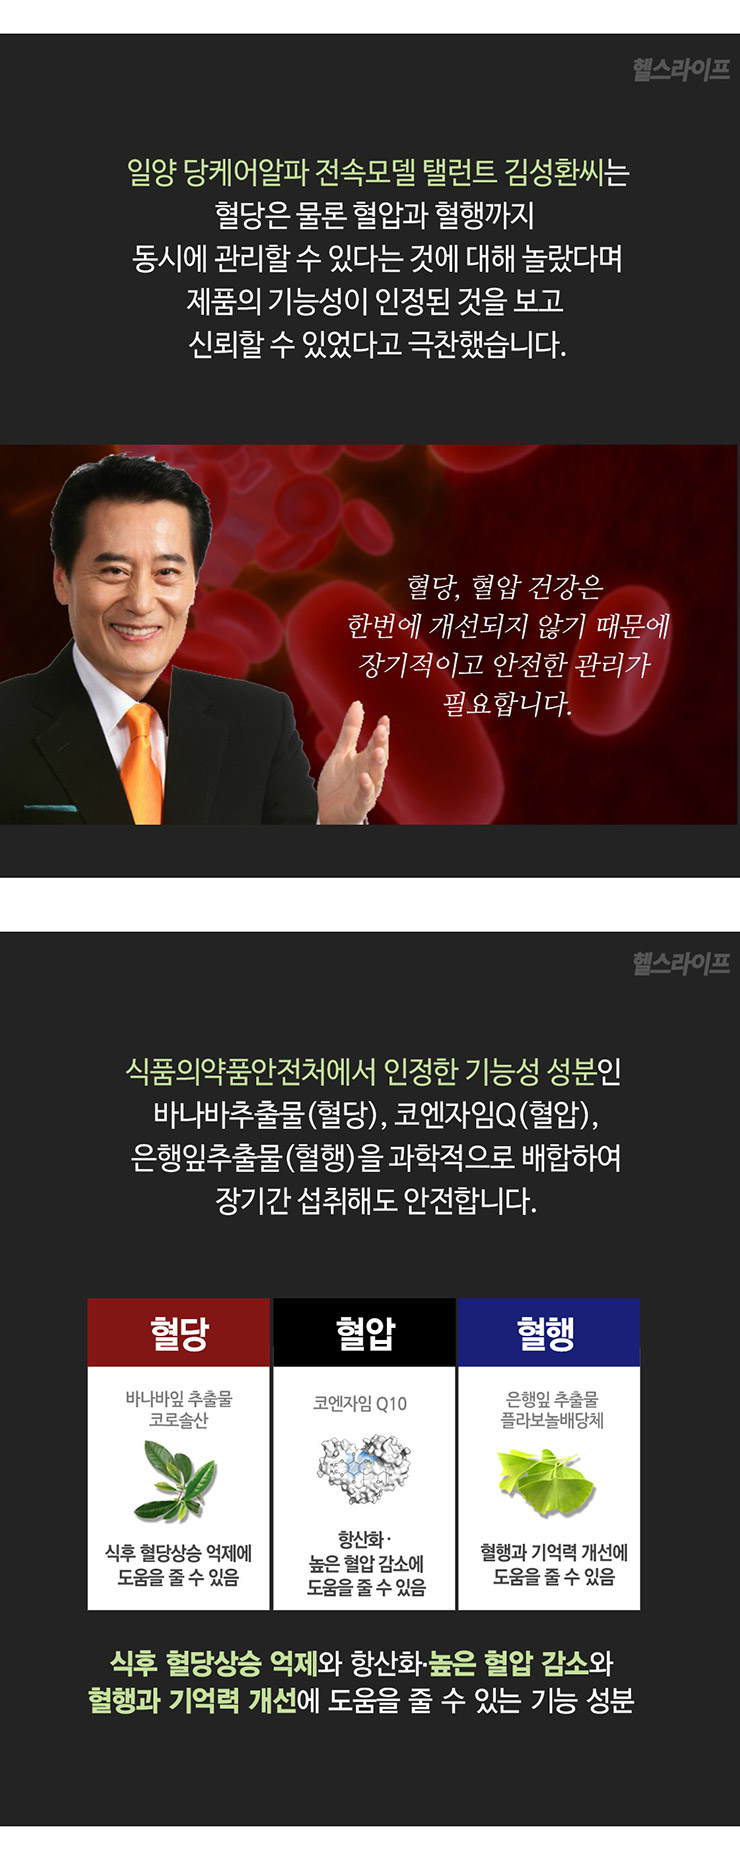 헬스라이프
일양 당케어알파 전속모델 탤런트 김성환씨는
혈당은 물론 혈압과 혈행까지
동시에 관리할 수 있다는 것에 대해 놀랐다며
제품의 기능성이 인정된 것을 보고
신뢰할 수 있었다고 극찬했습니다.
혈당, 혈압 건강은
한번에 개선되지 않기 때문에
장기적이고 안전한 관리가
필요합니다.
헬스라이프
식품의약품안전처에서 인정한 기능성 성분인
바나바추출물(혈당), 코엔자임Q(혈압),
은행잎추출물(혈행)을 과학적으로 배합하여
장기간 섭취해도 안전합니다.
혈당
바나바잎 추출물
코로솔산
식후 혈당상승 억제에
도움을 줄 수 있음
혈압
코엔자임 Q10
항산화·
높은 혈압 감소에
도움을 줄 수 있음
혈행
은행잎 추출물
플라보놀배당체
혈행과 기억력 개선에
도움을 줄 수 있음
식후 혈당상승 억제와 항산화·높은 혈압 감소와
혈행과 기억력 개선에 도움을 줄 수 있는 기능 성분